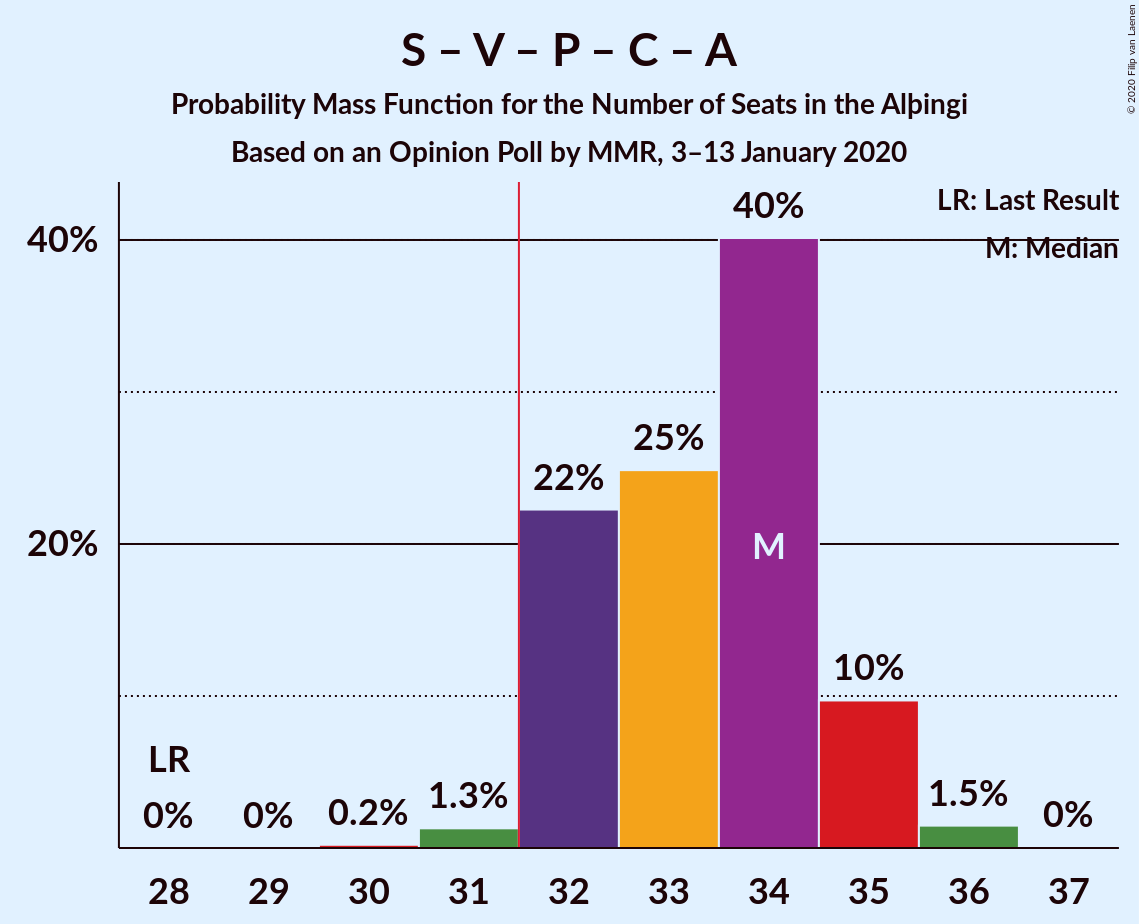 S – V – P – C – A
Probability Mass Function for the Number of Seats in the Alþingi
Based on an Opinion Poll by MMR, 3–13 January 2020
© 2020 Filip van Laenen
LR: Last Result
M: Median
40%
20%
LR
0%
0%
0.2%
1.3%
22%
25%
40%
M
10%
1.5%
0%
28 29 30 31 32 33 34 35 36 37